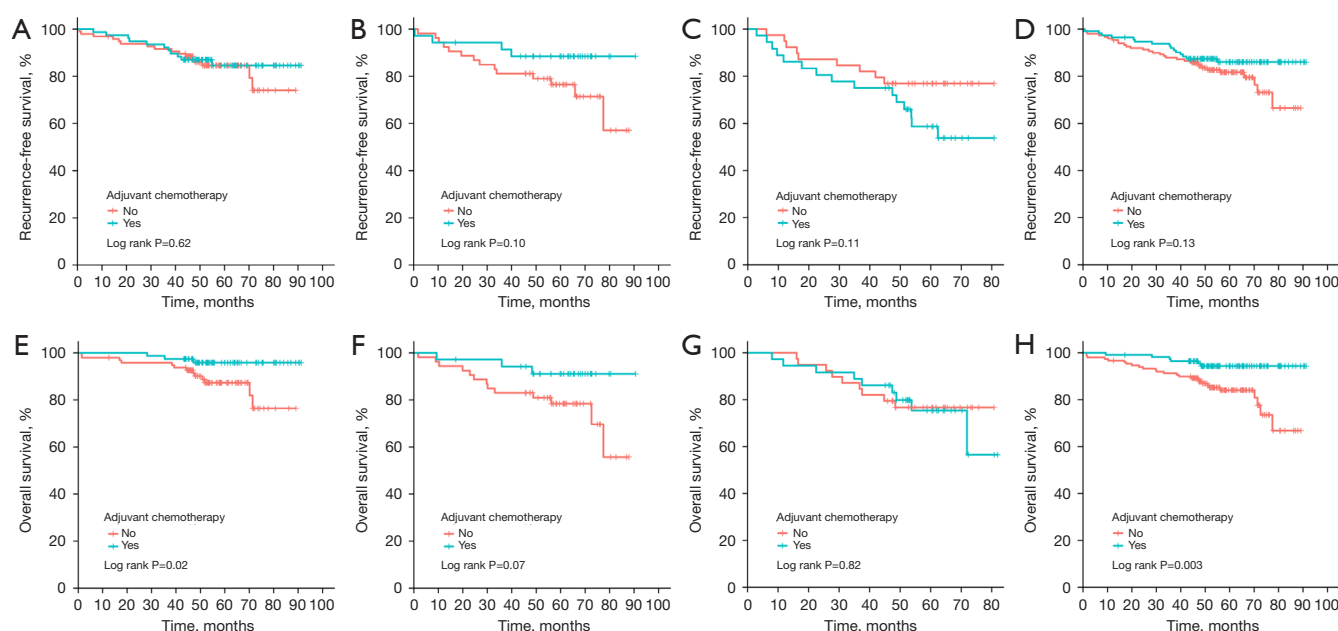 A
Recurrence-free survival, %
100
80
60
40
20
0
Adjuvant chemotherapy
No
Yes
Log rank P=0.62
0 10 20 30 40 50 60 70 80 90 100
Time, months
B
Recurrence-free survival, %
100
80
60
40
20
0
Adjuvant chemotherapy
No
Yes
Log rank P=0.10
0 10 20 30 40 50 60 70 80 90 100
Time, months
C
Recurrence-free survival, %
100
80
60
40
20
0
Adjuvant chemotherapy
No
Yes
Log rank P=0.11
0 10 20 30 40 50 60 70 80
Time, months
D
Recurrence-free survival, %
100
80
60
40
20
0
Adjuvant chemotherapy
No
Yes
Log rank P=0.13
0 10 20 30 40 50 60 70 80 90 100
Time, months
E
Overall survival, %
100
80
60
40
20
0
Adjuvant chemotherapy
No
Yes
Log rank P=0.02
0 10 20 30 40 50 60 70 80 90 100
Time, months
F
Overall survival, %
100
80
60
40
20
0
Adjuvant chemotherapy
No
Yes
Log rank P=0.07
0 10 20 30 40 50 60 70 80 90 100
Time, months
G
Overall survival, %
100
80
60
40
20
0
Adjuvant chemotherapy
No
Yes
Log rank P=0.82
0 10 20 30 40 50 60 70 80
Time, months
H
Overall survival, %
100
80
60
40
20
0
Adjuvant chemotherapy
No
Yes
Log rank P=0.003
0 10 20 30 40 50 60 70 80 90 100
Time, months